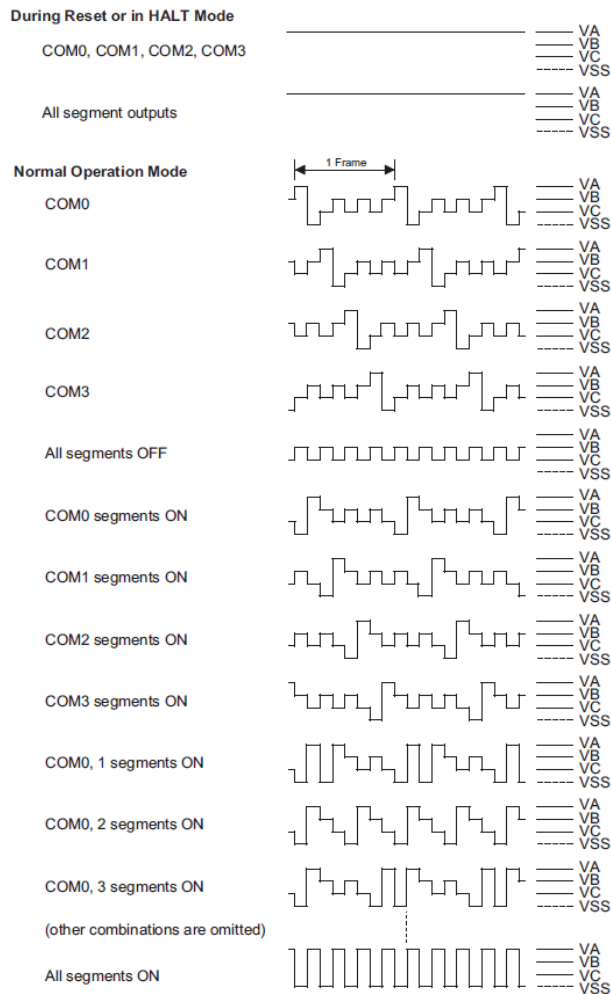 During Reset or in HALT Mode
COM0, COM1, COM2, COM3
VA
VB
VC
VSS
All segment outputs
VA
VB
VC
VSS
Normal Operation Mode
1 Frame
COM0
VA
VB
VC
VSS
COM1
VA
VB
VC
VSS
COM2
VA
VB
VC
VSS
COM3
VA
VB
VC
VSS
All segments OFF
VA
VB
VC
VSS
COM0 segments ON
VA
VB
VC
VSS
COM1 segments ON
VA
VB
VC
VSS
COM2 segments ON
VA
VB
VC
VSS
COM3 segments ON
VA
VB
VC
VSS
COM0, 1 segments ON
VA
VB
VC
VSS
COM0, 2 segments ON
VA
VB
VC
VSS
COM0, 3 segments ON
VA
VB
VC
VSS
(other combinations are omitted)
All segments ON
VA
VB
VC
VSS